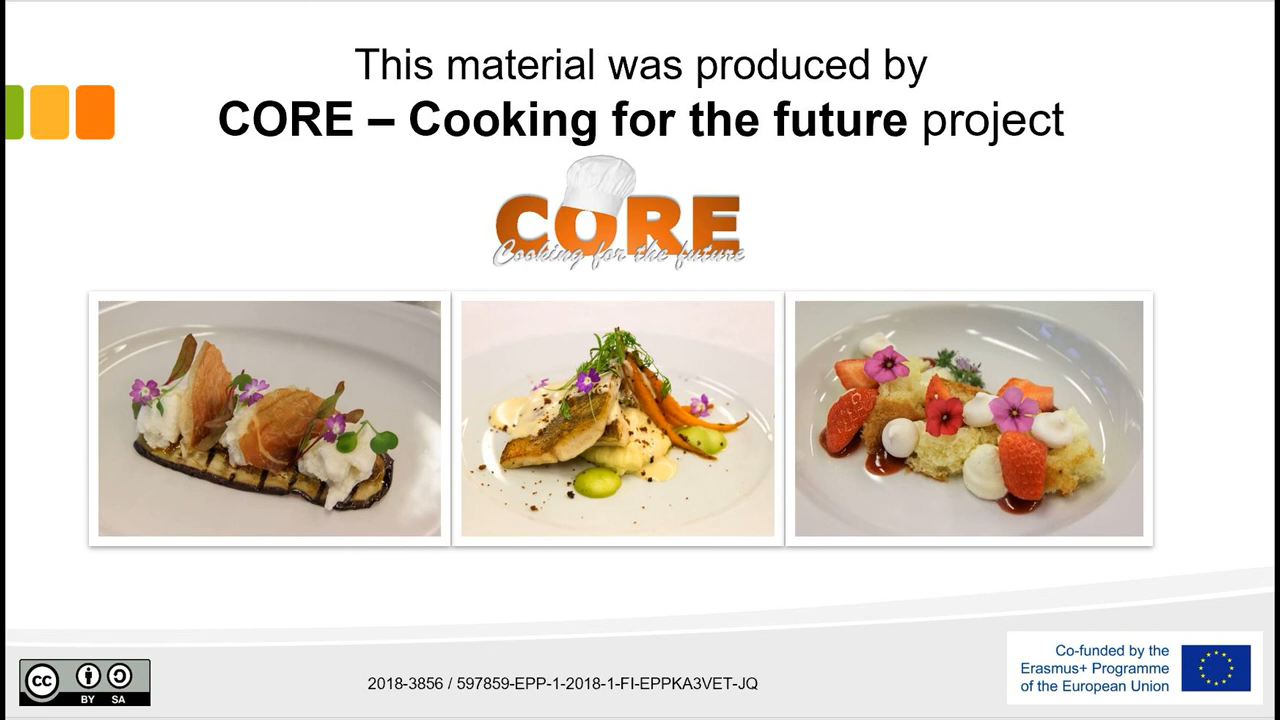 This material was produced by
CORE – Cooking for the future project
CORE
Cooking for the future
cc
BY SA
2018-3856 / 597859-EPP-1-2018-1-FI-EPPKA3VET-JQ
Co-funded by the
Erasmus+ Programme
of the European Union